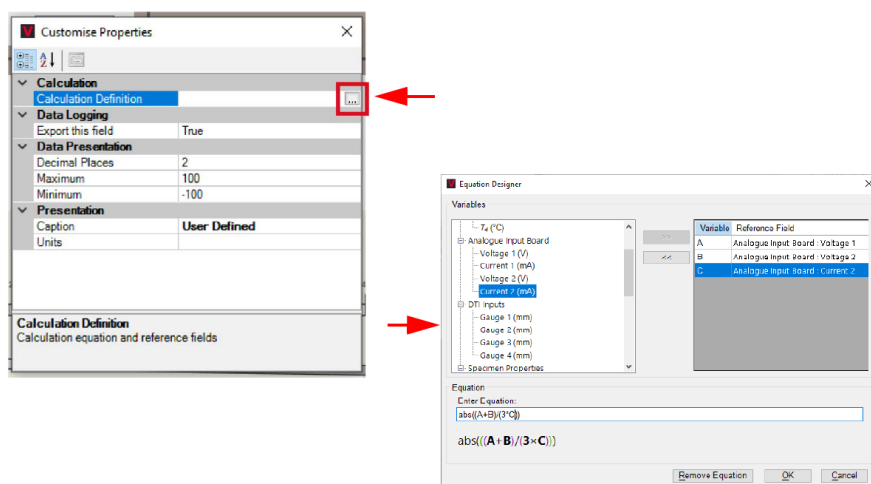 Customise Properties
Calculation
Calculation Definition
...
Data Logging
Export this field True
Data Presentation
Decimal Places 2
Maximum 100
Minimum -100
Presentation
Caption User Defined
Units
Calculation Definition
Calculation equation and reference fields
Equation Designer
Variables
T₄ (°C)
Analogue Input Board
Voltage 1 (V)
Current 1 (mA)
Voltage 2 (V)
Current 2 (mA)
DTI Inputs
Gauge 1 (mm)
Gauge 2 (mm)
Gauge 3 (mm)
Gauge 4 (mm)
Specimen Properties
>>
<<
Variable Reference Field
A Analogue Input Board : Voltage 1
B Analogue Input Board : Voltage 2
C Analogue Input Board : Current 2
Equation
Enter Equation:
abs((A+B)/(3*C))
abs(((A+B)/(3×C)))
Remove Equation OK Cancel